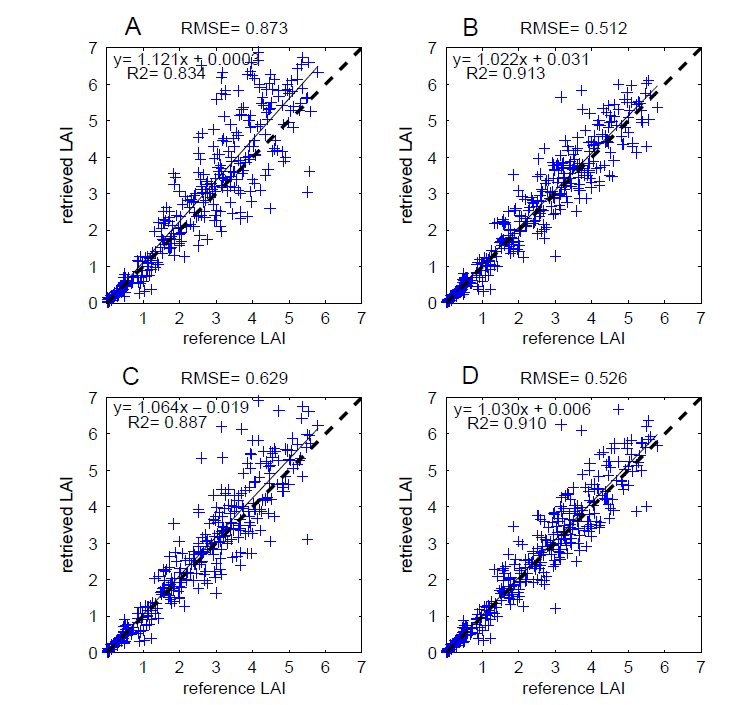 A RMSE= 0.873
7
y= 1.121x + 0.000
R2= 0.834
6
5
4
3
2
1
0
retrieved LAI
1 2 3 4 5 6 7
reference LAI
B RMSE= 0.512
7
y= 1.022x + 0.031
R2= 0.913
6
5
4
3
2
1
0
retrieved LAI
1 2 3 4 5 6 7
reference LAI
C RMSE= 0.629
7
y= 1.064x – 0.019
R2= 0.887
6
5
4
3
2
1
0
retrieved LAI
1 2 3 4 5 6 7
reference LAI
D RMSE= 0.526
7
y= 1.030x + 0.006
R2= 0.910
6
5
4
3
2
1
0
retrieved LAI
1 2 3 4 5 6 7
reference LAI